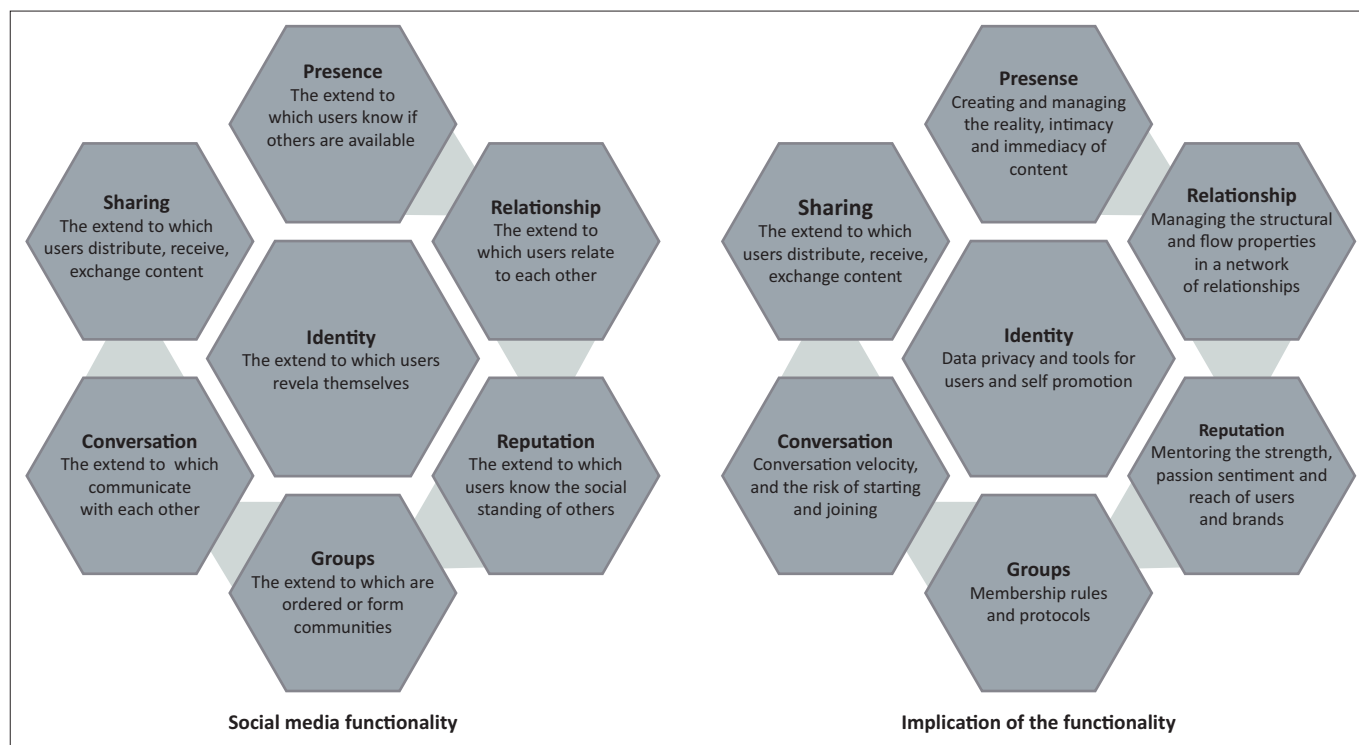 Presence
The extend to
which users know if
others are available
Sharing
The extend to which
users distribute, receive,
exchange content
Relationship
The extend to
which users relate
to each other
Identity
The extend to which users
revela themselves
Conversation
The extend to which
communicate
with each other
Reputation
The extend to which
users know the social
standing of others
Groups
The extend to which are
ordered or form
communities
Social media functionality
Presense
Creating and managing
the reality, intimacy
and immediacy of
content
Sharing
The extend to which
users distribute, receive,
exchange content
Relationship
Managing the structural
and flow properties
in a network
of relationships
Identity
Data privacy and tools for
users and self promotion
Conversation
Conversation velocity,
and the risk of starting
and joining
Reputation
Mentoring the strength,
passion sentiment and
reach of users
and brands
Groups
Membership rules
and protocols
Implication of the functionality